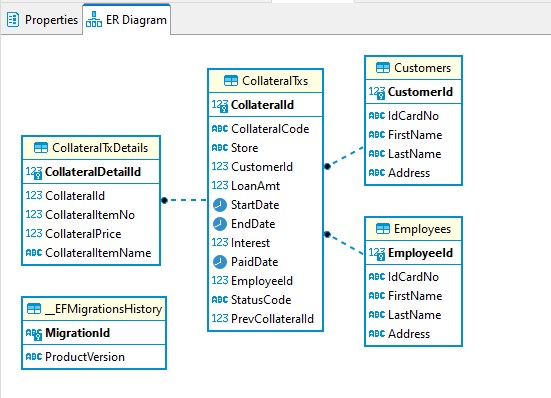 Properties
ER Diagram
CollateralTxDetails
123 CollateralDetailId
123 CollateralId
123 CollateralItemNo
123 CollateralPrice
ABC CollateralItemName
__EFMigrationsHistory
ABC MigrationId
ABC ProductVersion
CollateralTxs
123 CollateralId
ABC CollateralCode
ABC Store
123 CustomerId
123 LoanAmt
StartDate
EndDate
123 Interest
PaidDate
123 EmployeeId
ABC StatusCode
123 PrevCollateralId
Customers
123 CustomerId
ABC IdCardNo
ABC FirstName
ABC LastName
ABC Address
Employees
123 EmployeeId
ABC IdCardNo
ABC FirstName
ABC LastName
ABC Address